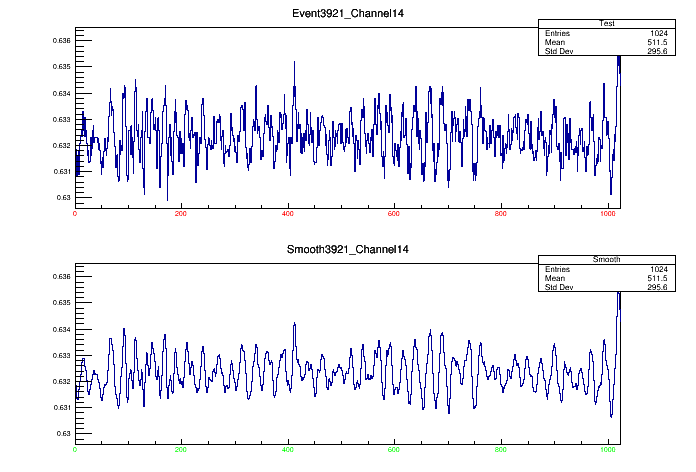 Event3921_Channel14
Test
Entries 1024
Mean 511.5
Std Dev 295.6
0.636
0.635
0.634
0.633
0.632
0.631
0.63
0 200 400 600 800 1000
Smooth3921_Channel14
Smooth
Entries 1024
Mean 511.5
Std Dev 295.6
0.636
0.635
0.634
0.633
0.632
0.631
0.63
0 200 400 600 800 1000